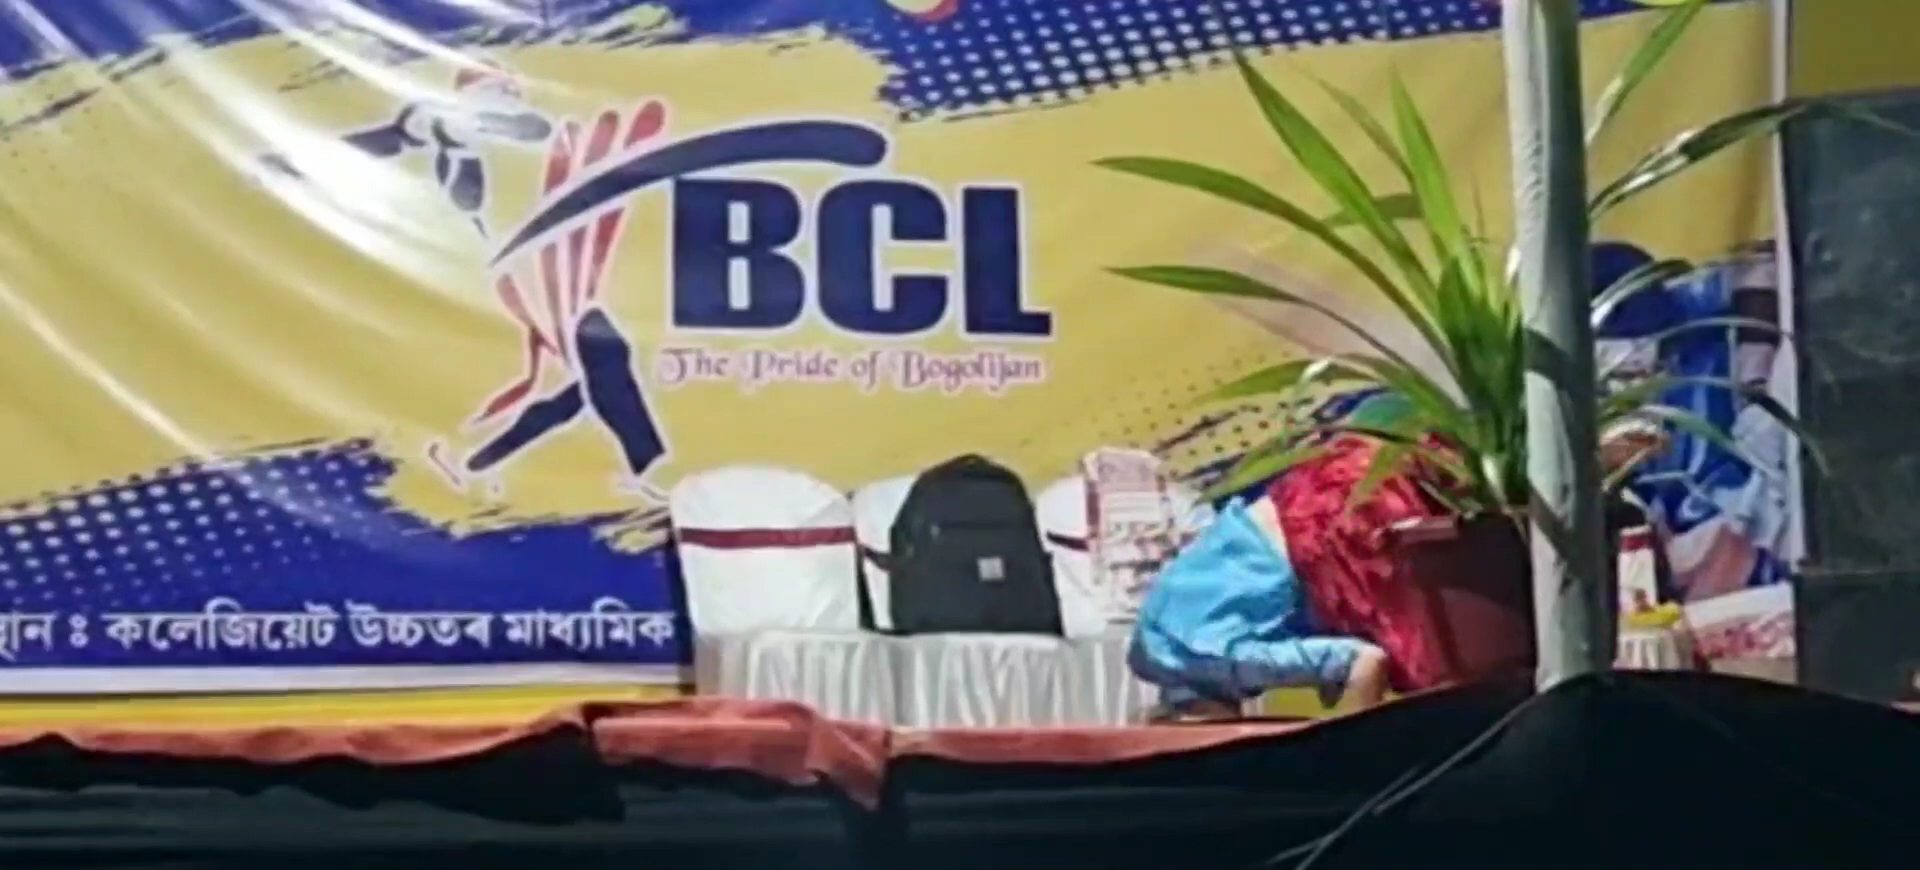 BCL
The Pride of Bogolijan
স্থান : কলেজিয়েট উচ্চতৰ মাধ্যমিক